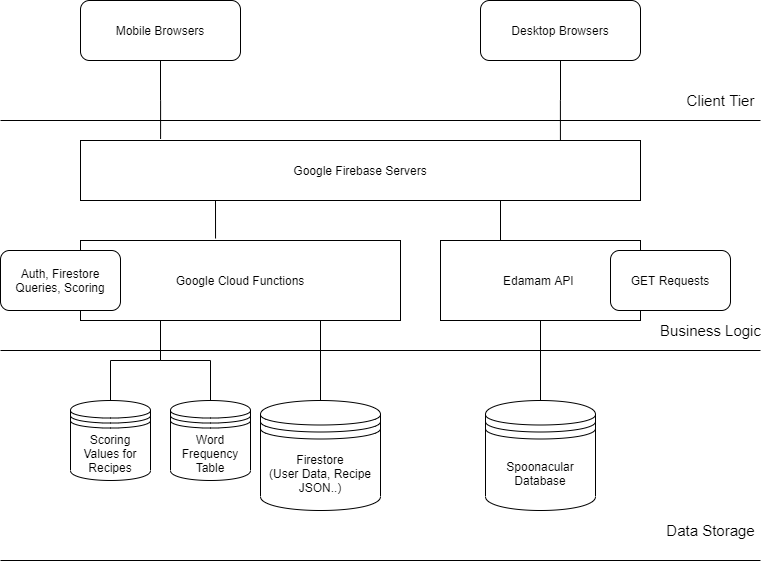 Mobile Browsers
Desktop Browsers
Client Tier
Google Firebase Servers
Auth, Firestore
Queries, Scoring
Google Cloud Functions
Edamam API
GET Requests
Business Logic
Scoring
Values for
Recipes
Word
Frequency
Table
Firestore
(User Data, Recipe
JSON..)
Spoonacular
Database
Data Storage